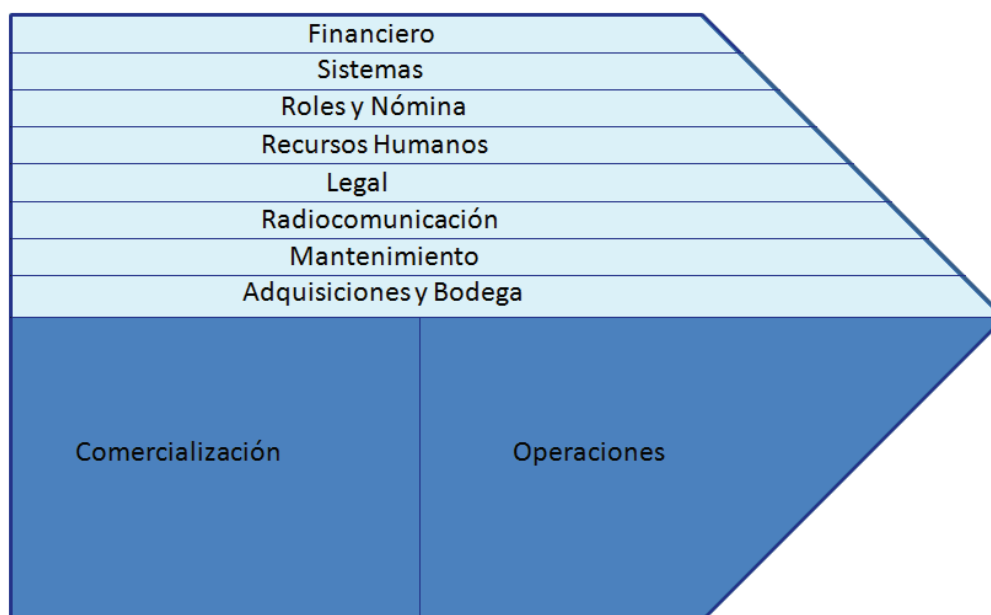 Financiero
Sistemas
Roles y Nómina
Recursos Humanos
Legal
Radiocomunicación
Mantenimiento
Adquisiciones y Bodega
Comercialización
Operaciones